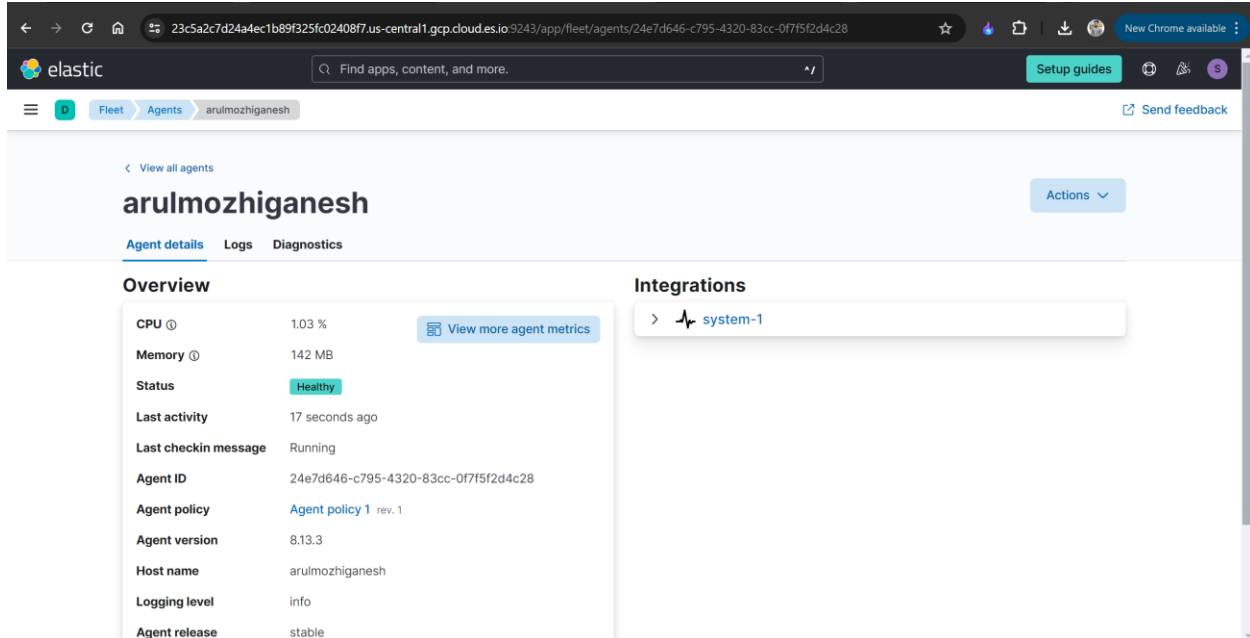 23c5a2c7d24a4ec1b89f325fc02408f7.us-central1.gcp.cloud.es.io:9243/app/fleet/agents/24e7d646-c795-4320-83cc-0f7f5f2d4c28 New Chrome available
elastic Find apps, content, and more. ^/ Setup guides S
D Fleet Agents arulmozhiganesh Send feedback
View all agents
arulmozhiganesh Actions
Agent details Logs Diagnostics
Overview Integrations
CPU 1.03 % View more agent metrics system-1
Memory 142 MB
Status Healthy
Last activity 17 seconds ago
Last checkin message Running
Agent ID 24e7d646-c795-4320-83cc-0f7f5f2d4c28
Agent policy Agent policy 1 rev. 1
Agent version 8.13.3
Host name arulmozhiganesh
Logging level info
Agent release stable